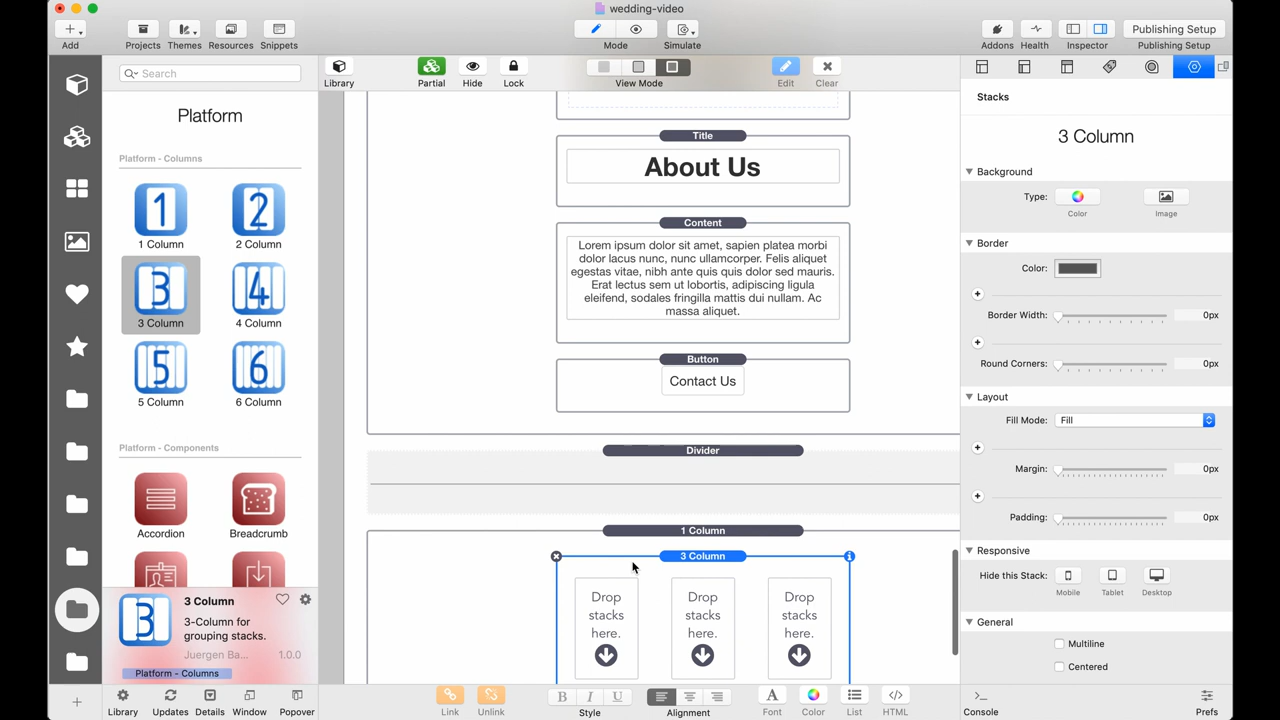 wedding-video
Add
Projects
Themes
Resources
Snippets
Mode
Simulate
Addons
Health
Inspector
Publishing Setup
Publishing Setup
Search
Library
Partial
Hide
Lock
View Mode
Edit
Clear
Platform
Platform - Columns
1 Column
2 Column
3 Column
4 Column
5 Column
6 Column
Platform - Components
Accordion
Breadcrumb
3 Column
3-Column for
grouping stacks.
Juergen Ba... 1.0.0
Platform - Columns
Title
About Us
Content
Lorem ipsum dolor sit amet, sapien platea morbi
dolor lacus nunc, nunc ullamcorper. Felis aliquet
egestas vitae, nibh ante quis quis dolor sed mauris.
Erat lectus sem ut lobortis, adipiscing ligula
eleifend, sodales fringilla mattis dui nullam. Ac
massa aliquet.
Button
Contact Us
Divider
1 Column
3 Column
Drop
stacks
here.
Drop
stacks
here.
Drop
stacks
here.
Stacks
3 Column
Background
Type:
Color
Image
Border
Color:
Border Width: 0px
Round Corners: 0px
Layout
Fill Mode: Fill
Margin: 0px
Padding: 0px
Responsive
Hide this Stack:
Mobile
Tablet
Desktop
General
Multiline
Centered
Library
Updates
Details
Window
Popover
Link
Unlink
B I U
Style
Alignment
A
Font
Color
List
HTML
Console
Prefs